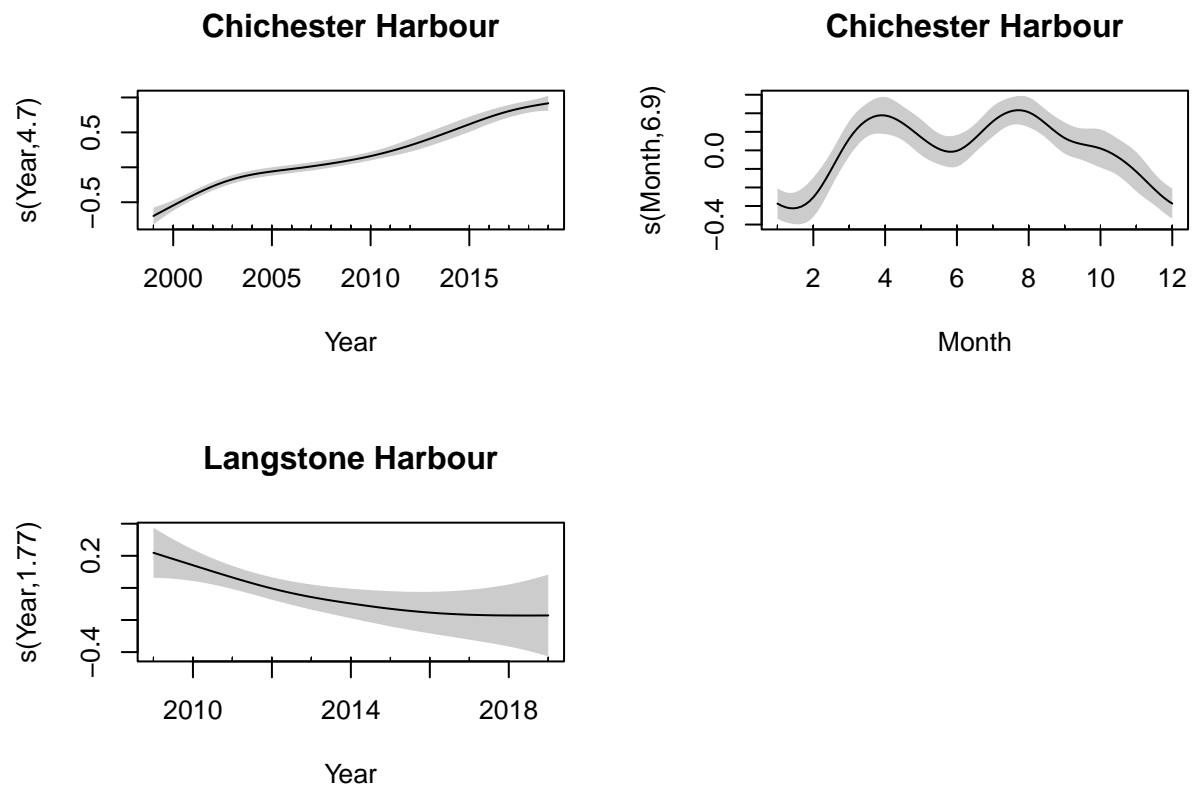 Chichester Harbour
s(Year,4.7)
0.5
−0.5
2000 2005 2010 2015
Year
Chichester Harbour
s(Month,6.9)
0.0
−0.4
2 4 6 8 10 12
Month
Langstone Harbour
s(Year,1.77)
0.2
−0.4
2010 2014 2018
Year